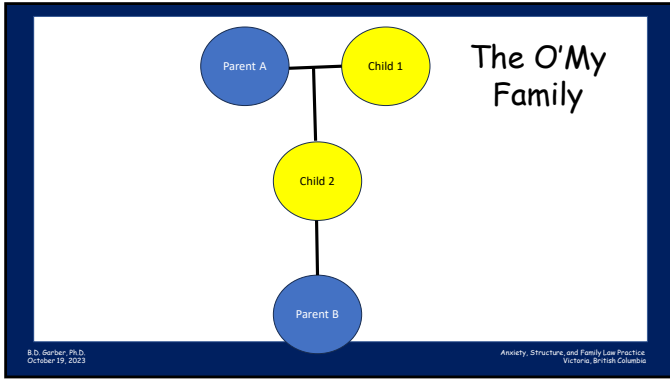 Parent A
Child 1
The O'My
Family
Child 2
Parent B
B.D. Garber, Ph.D.
October 19, 2023
Anxiety, Structure, and Family Law Practice
Victoria, British Columbia